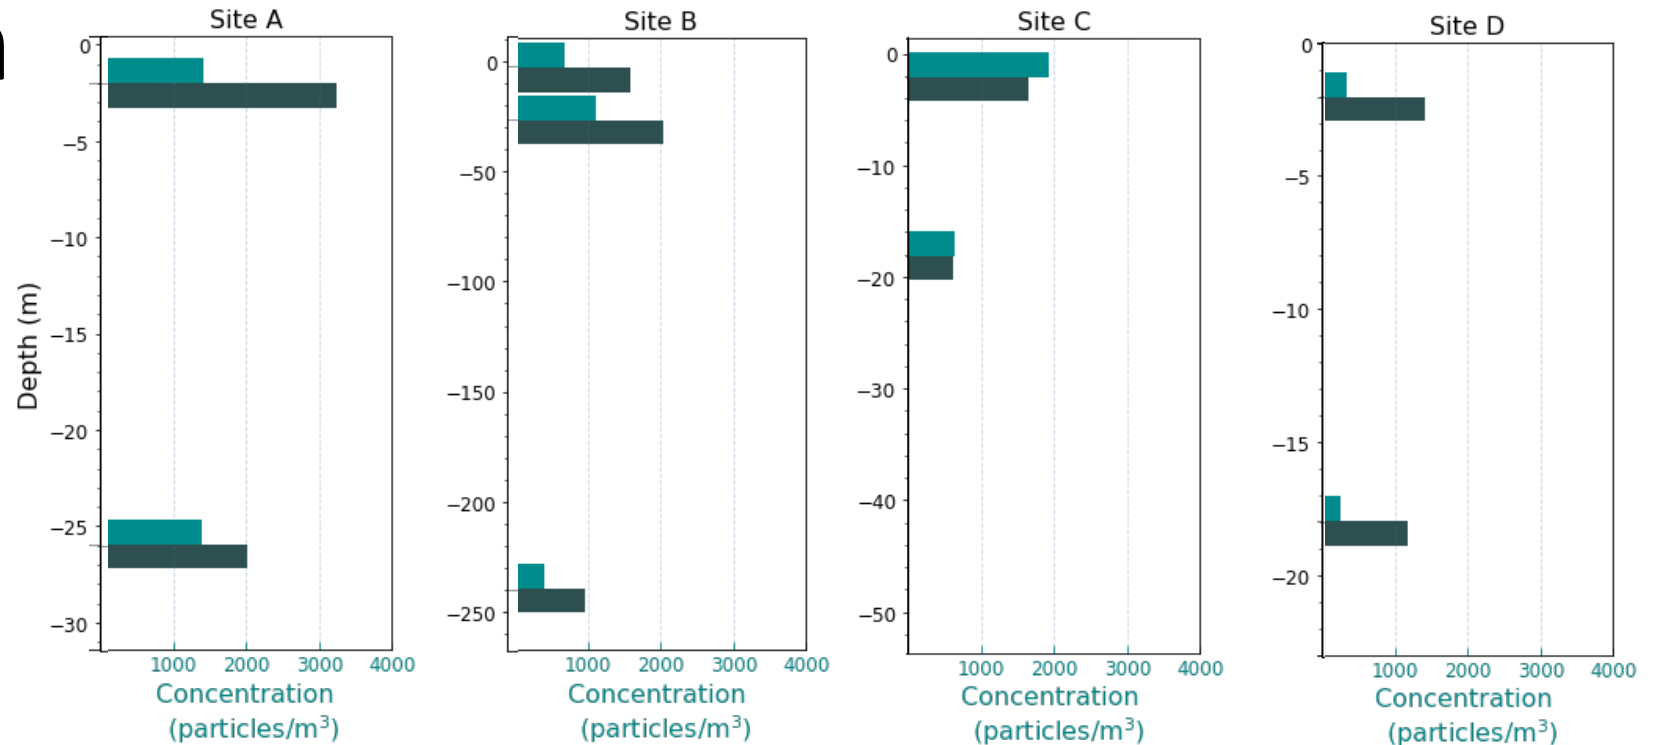 Site A
Site B
Site C
Site D
Depth (m)
0
−5
−10
−15
−20
−25
−30
0
−50
−100
−150
−200
−250
0
−10
−20
−30
−40
−50
0
−5
−10
−15
−20
1000 2000 3000 4000
1000 2000 3000 4000
1000 2000 3000 4000
1000 2000 3000 4000
Concentration
(particles/m³)
Concentration
(particles/m³)
Concentration
(particles/m³)
Concentration
(particles/m³)